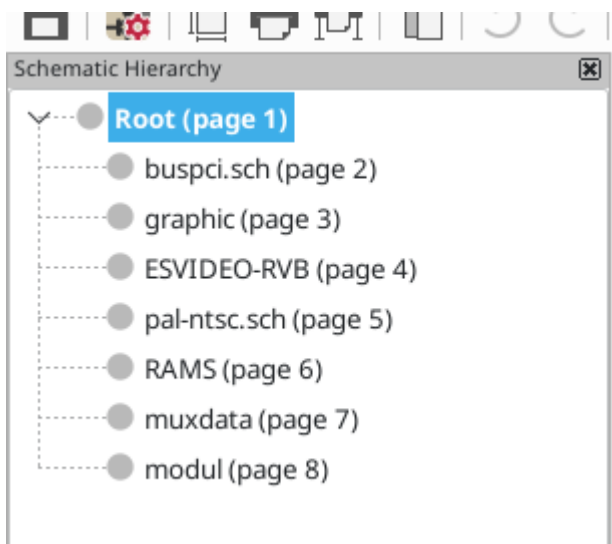 Schematic Hierarchy
Root (page 1)
buspci.sch (page 2)
graphic (page 3)
ESVIDEO-RVB (page 4)
pal-ntsc.sch (page 5)
RAMS (page 6)
muxdata (page 7)
modul (page 8)